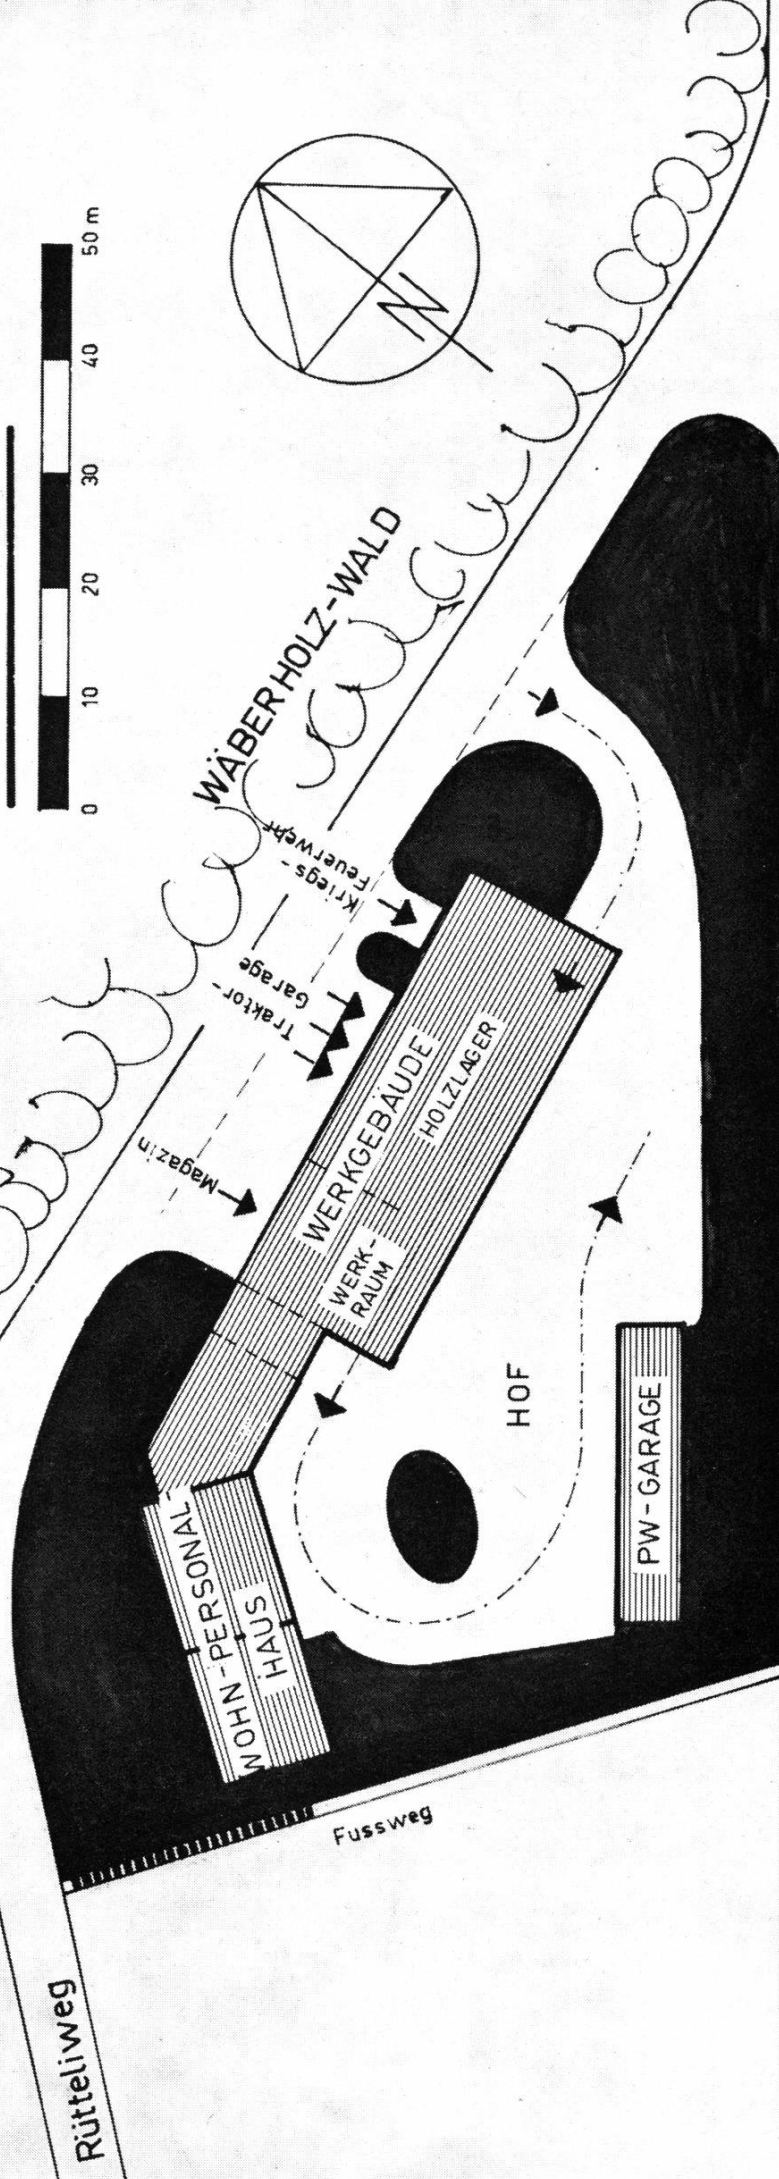 0 10 20 30 40 50 m
N
WÄBERHOLZ-WALD
Kriegs-
Feuerwehr
Traktor-
Garage
Magazin
WERKGEBÄUDE
HOLZLAGER
WERK-
RAUM
HOF
PW-GARAGE
WOHN-PERSONAL-
HAUS
Fussweg
Rütteliweg